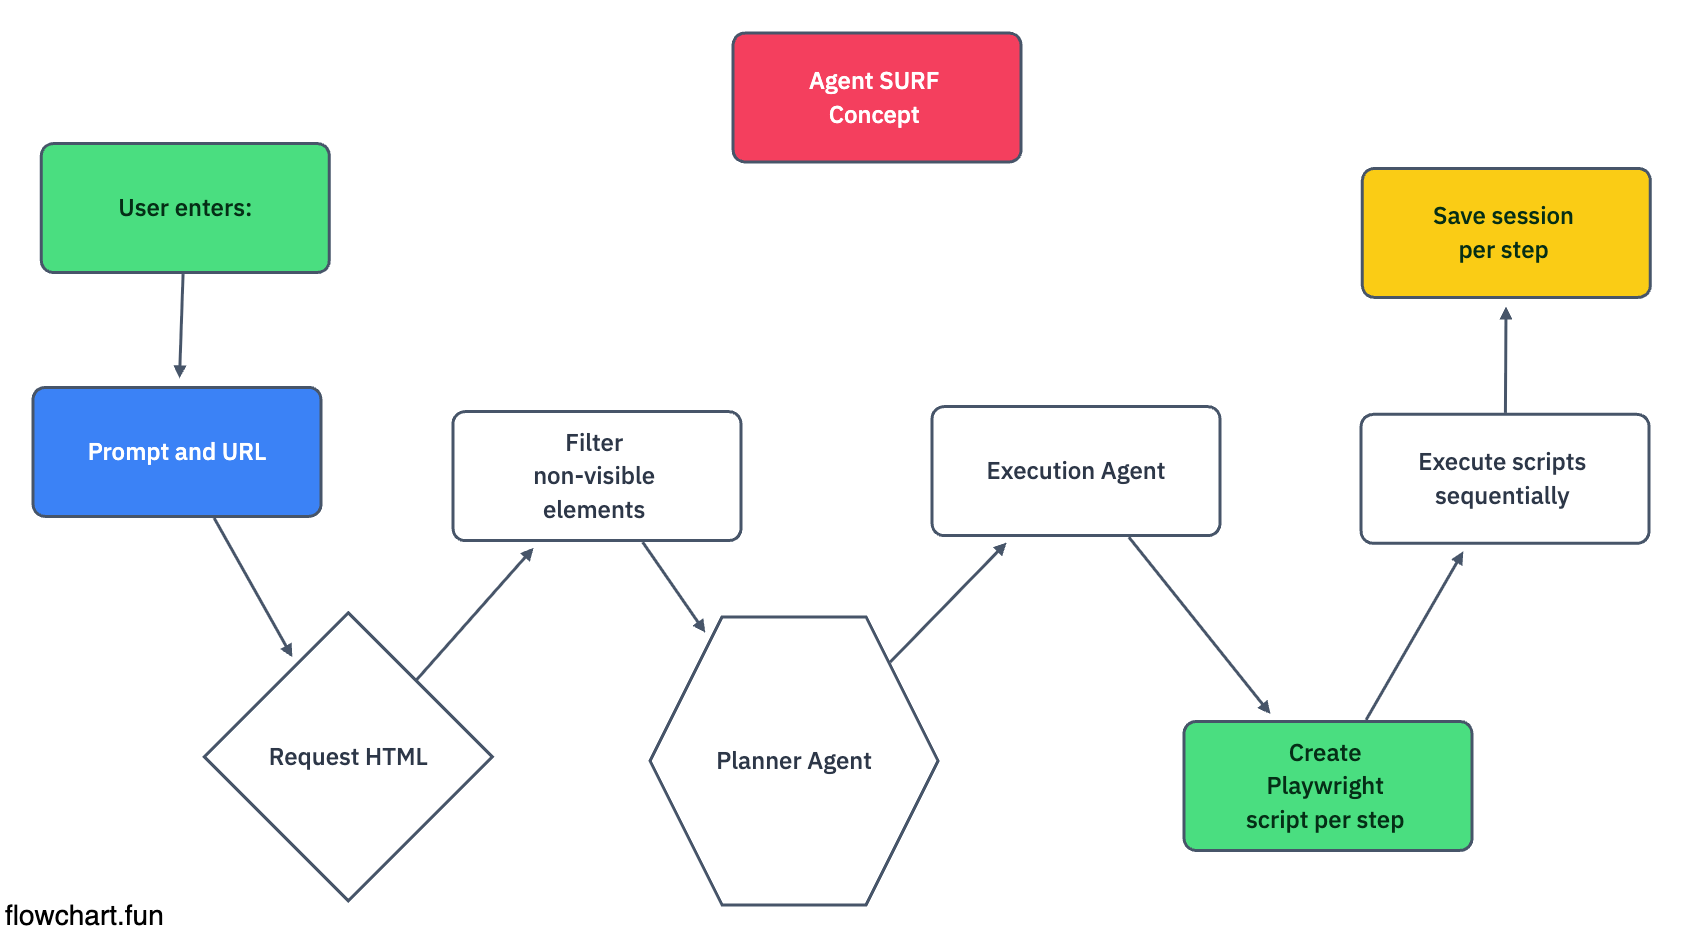 Agent SURF
Concept
User enters:
Prompt and URL
Request HTML
Filter
non-visible
elements
Planner Agent
Execution Agent
Create
Playwright
script per step
Execute scripts
sequentially
Save session
per step
flowchart.fun